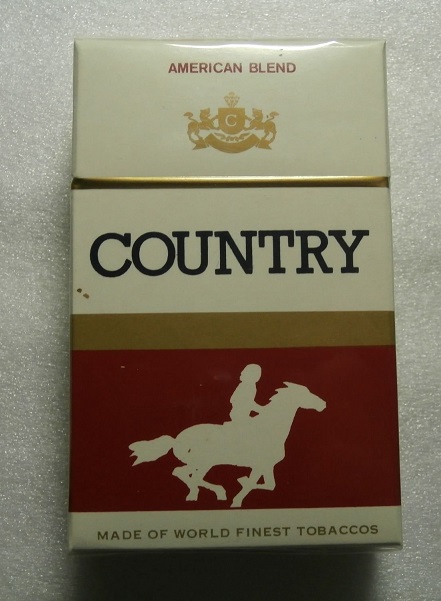 AMERICAN BLEND
C
COUNTRY
MADE OF WORLD FINEST TOBACCOS